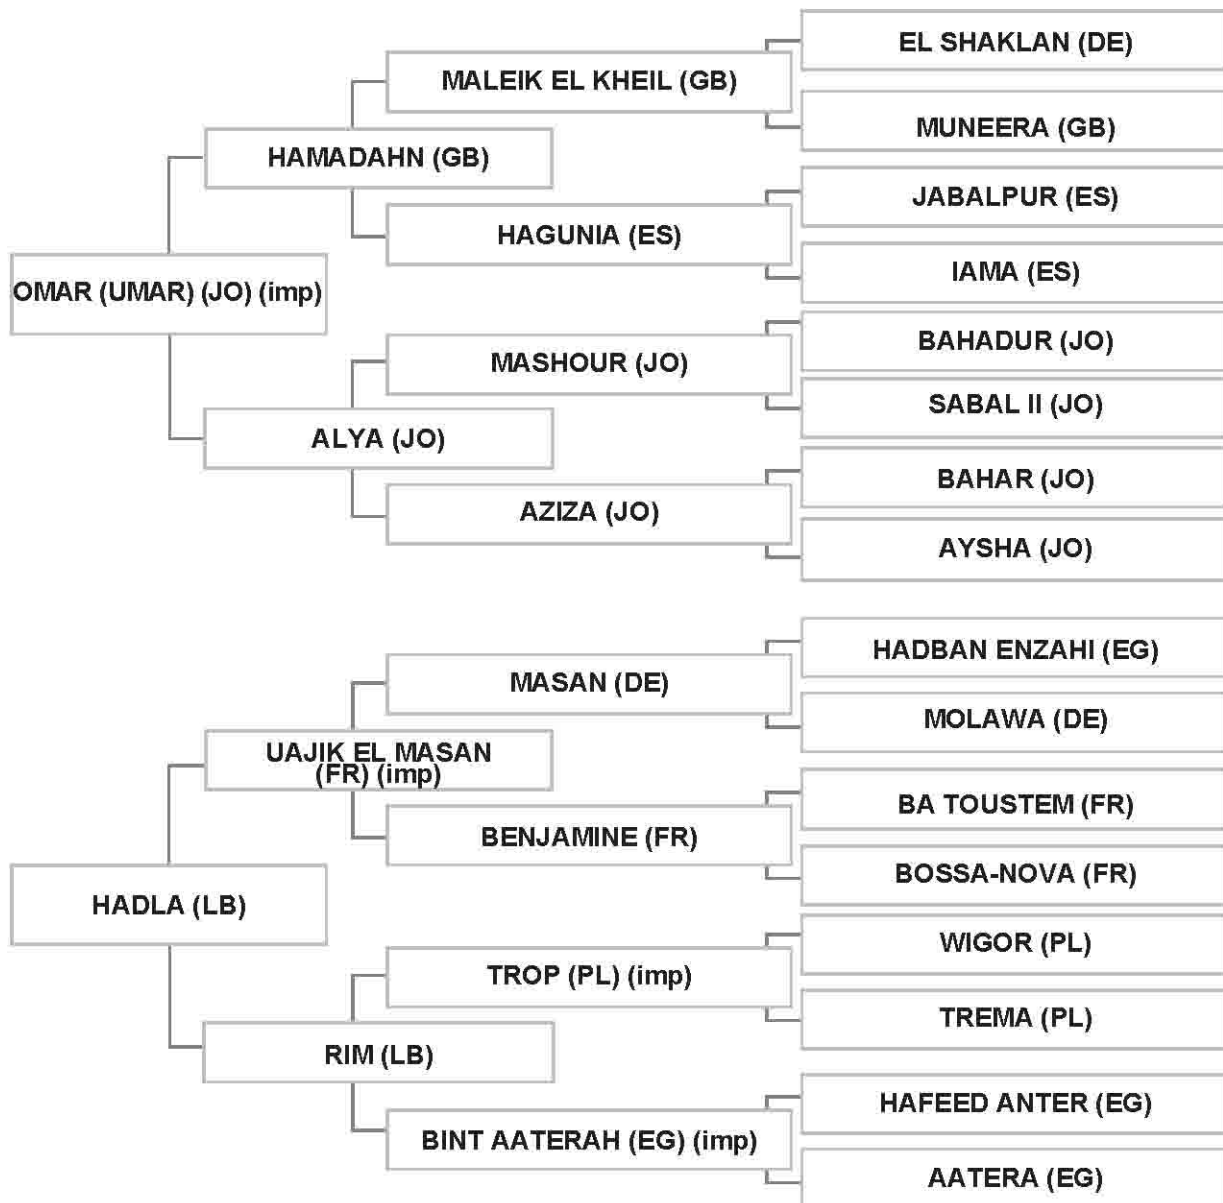 EL SHAKLAN (DE)
MALEIK EL KHEIL (GB)
MUNEERA (GB)
HAMADAHN (GB)
JABALPUR (ES)
HAGUNIA (ES)
IAMA (ES)
OMAR (UMAR) (JO) (imp)
BAHADUR (JO)
MASHOUR (JO)
SABAL II (JO)
ALYA (JO)
BAHAR (JO)
AZIZA (JO)
AYSHA (JO)
HADBAN ENZAHI (EG)
MASAN (DE)
MOLAWA (DE)
UAJIK EL MASAN
(FR) (imp)
BA TOUSTEM (FR)
BENJAMINE (FR)
BOSSA-NOVA (FR)
HADLA (LB)
WIGOR (PL)
TROP (PL) (imp)
TREMA (PL)
RIM (LB)
HAFEED ANTER (EG)
BINT AATERAH (EG) (imp)
AATERA (EG)